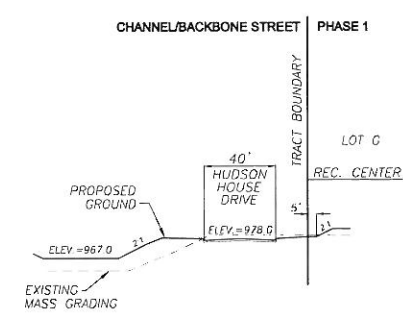 CHANNEL/BACKBONE STREET
PHASE 1
TRACT BOUNDARY
LOT G
REC. CENTER
40'
HUDSON
HOUSE
DRIVE
5'
2:1
PROPOSED
GROUND
ELEV.=978.0
2:1
ELEV.=967.0
EXISTING
MASS GRADING